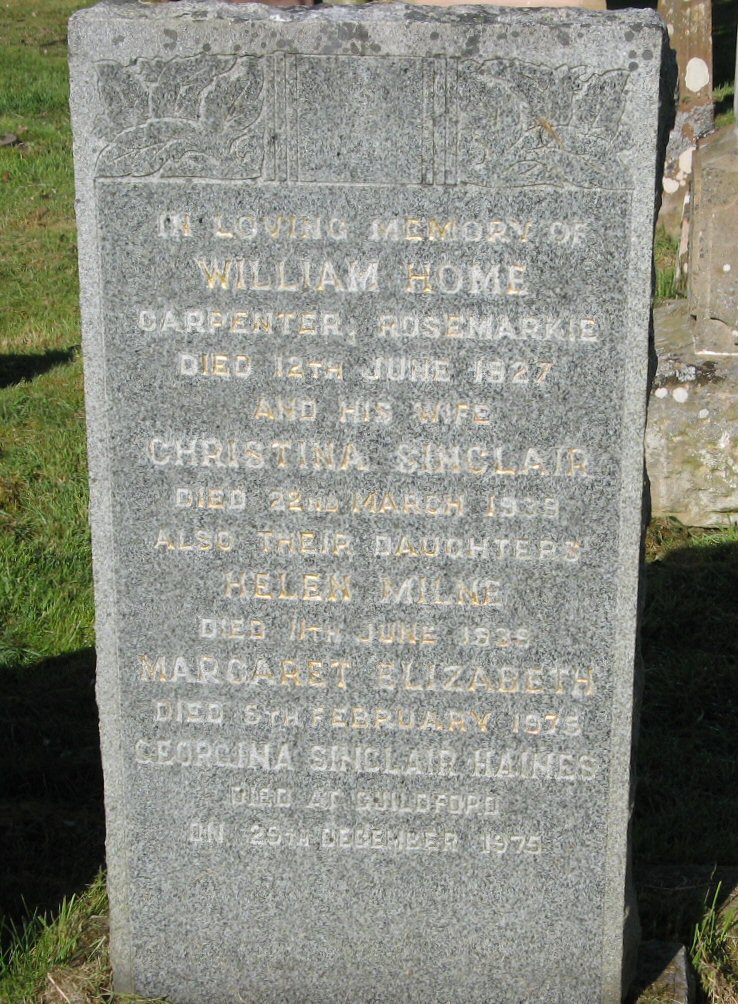 IN LOVING MEMORY OF
WILLIAM HOME
CARPENTER, ROSEMARKIE
DIED 12TH JUNE 1927
AND HIS WIFE
CHRISTINA SINCLAIR
DIED 22ND MARCH 1939
ALSO THEIR DAUGHTERS
HELEN MILNE
DIED 11TH JUNE 1939
MARGARET ELIZABETH
DIED 5TH FEBRUARY 1975
GEORGINA SINCLAIR HAINES
DIED AT GUILDFORD
ON 29TH DECEMBER 1975